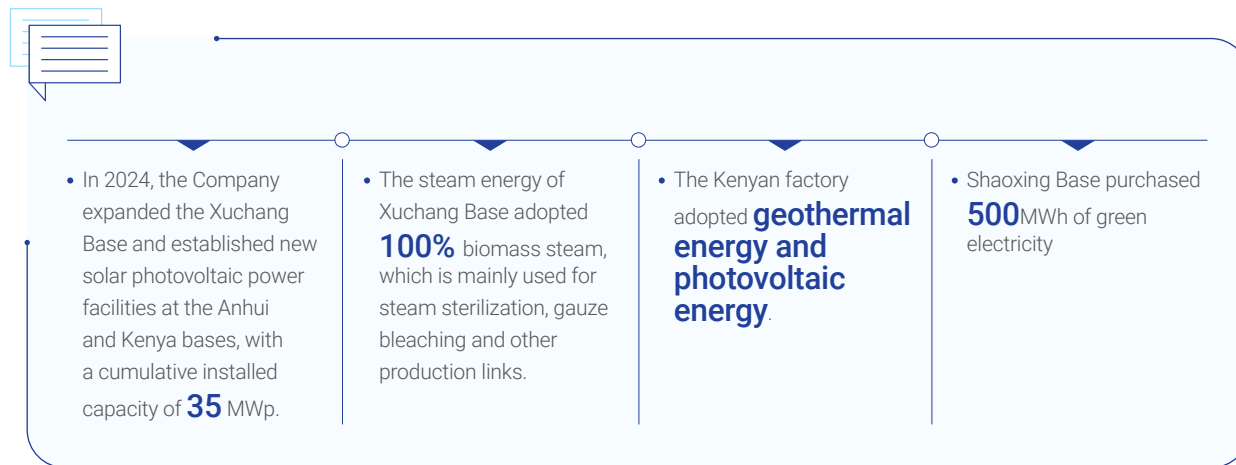 • In 2024, the Company
expanded the Xuchang
Base and established new
solar photovoltaic power
facilities at the Anhui
and Kenya bases, with
a cumulative installed
capacity of 35 MWp.
• The steam energy of
Xuchang Base adopted
100% biomass steam,
which is mainly used for
steam sterilization, gauze
bleaching and other
production links.
• The Kenyan factory
adopted geothermal
energy and
photovoltaic
energy.
• Shaoxing Base purchased
500MWh of green
electricity